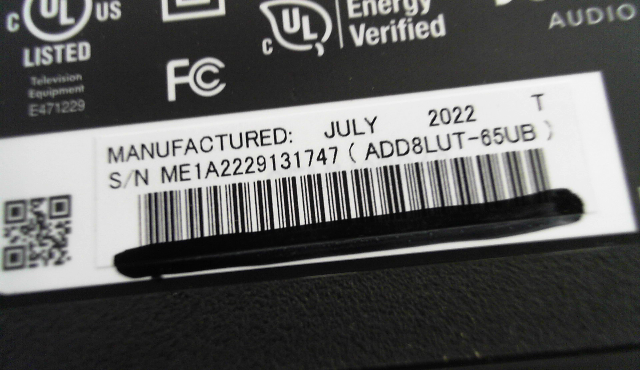 c UL US
LISTED
Television
Equipment
E471229
FC
c UL
Energy
Verified
AUDIO
MANUFACTURED: JULY 2022 T
S/N ME1A2229131747 ( ADD8LUT-65UB )